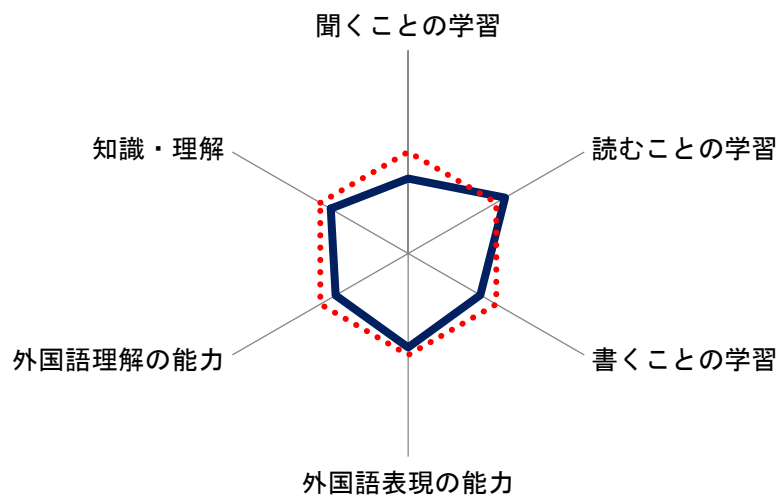 聞くことの学習
知識・理解
読むことの学習
外国語理解の能力
書くことの学習
外国語表現の能力